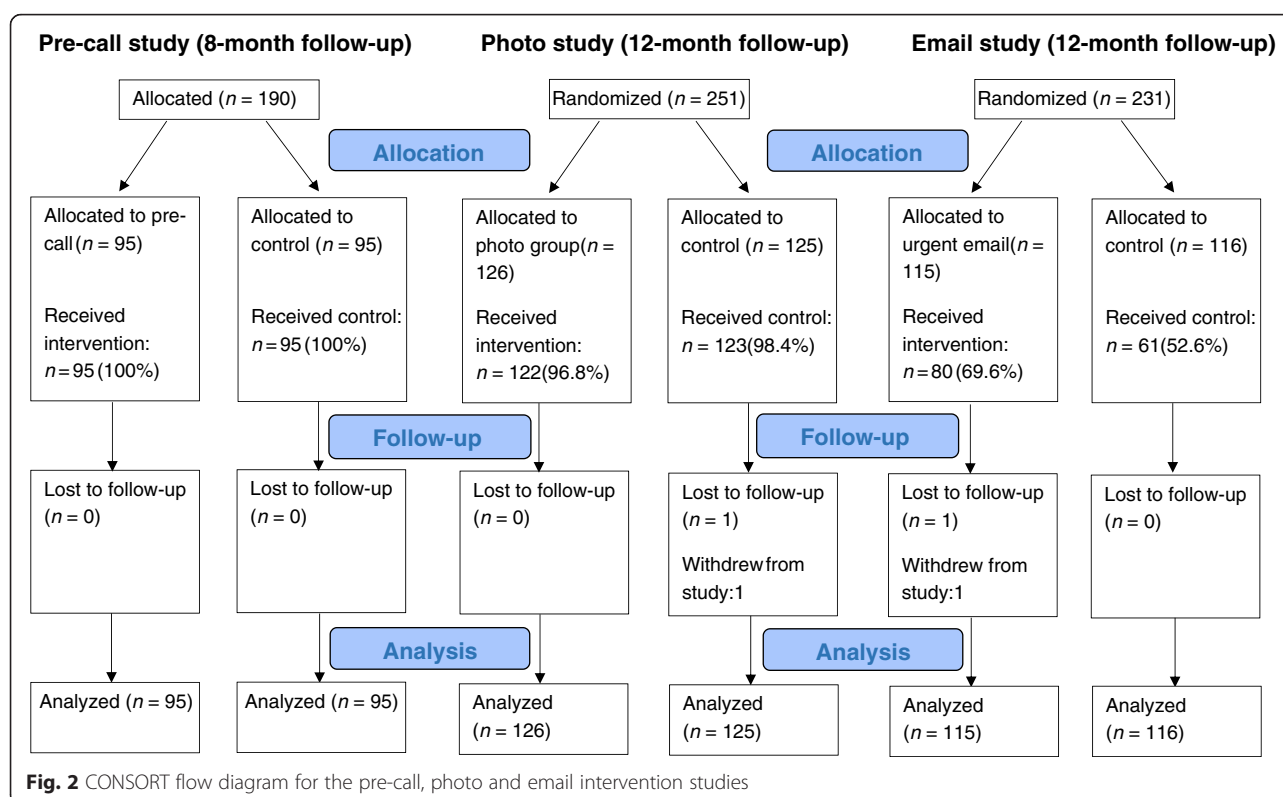 Pre-call study (8-month follow-up)
Photo study (12-month follow-up)
Email study (12-month follow-up)
Allocated (n = 190)
Randomized (n = 251)
Randomized (n = 231)
Allocation
Allocation
Allocated to pre-
call(n = 95)
Received
intervention:
n=95(100%)
Allocated to
control (n = 95)
Received control:
n=95(100%)
Allocated to
photo group(n =
126)
Received
intervention:
n = 122(96.8%)
Allocated to
control (n = 125)
Received control:
n = 123(98.4%)
Allocated to
urgent email(n =
115)
Received
intervention:
n=80(69.6%)
Allocated to
control (n = 116)
Received control:
n = 61(52.6%)
Follow-up
Follow-up
Lost to follow-up
(n = 0)
Lost to follow-up
(n = 0)
Lost to follow-up
(n = 0)
Lost to follow-up
(n = 1)
Withdrew from
study:1
Lost to follow-up
(n = 1)
Withdrew from
study:1
Lost to follow-up
(n = 0)
Analysis
Analysis
Analyzed (n = 95)
Analyzed (n = 95)
Analyzed
(n = 126)
Analyzed
(n = 125)
Analyzed
(n = 115)
Analyzed
(n = 116)
Fig. 2 CONSORT flow diagram for the pre-call, photo and email intervention studies